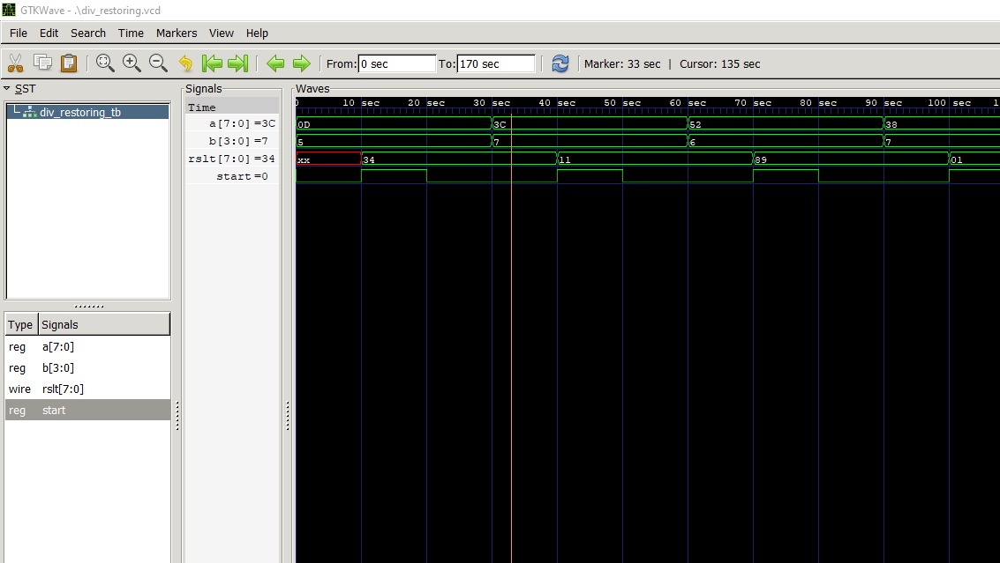 GTKWave - .\div_restoring.vcd
File Edit Search Time Markers View Help
From: 0 sec To: 170 sec Marker: 33 sec | Cursor: 135 sec
SST
div_restoring_tb
Type Signals
reg a[7:0]
reg b[3:0]
wire rslt[7:0]
reg start
Signals
Time
a[7:0] =3C
b[3:0] =7
rslt[7:0] =34
start =0
Waves
0 10 sec 20 sec 30 sec 40 sec 50 sec 60 sec 70 sec 80 sec 90 sec 100 sec 1
0D 3C 52 38
5 7 6 7
xx 34 11 89 01